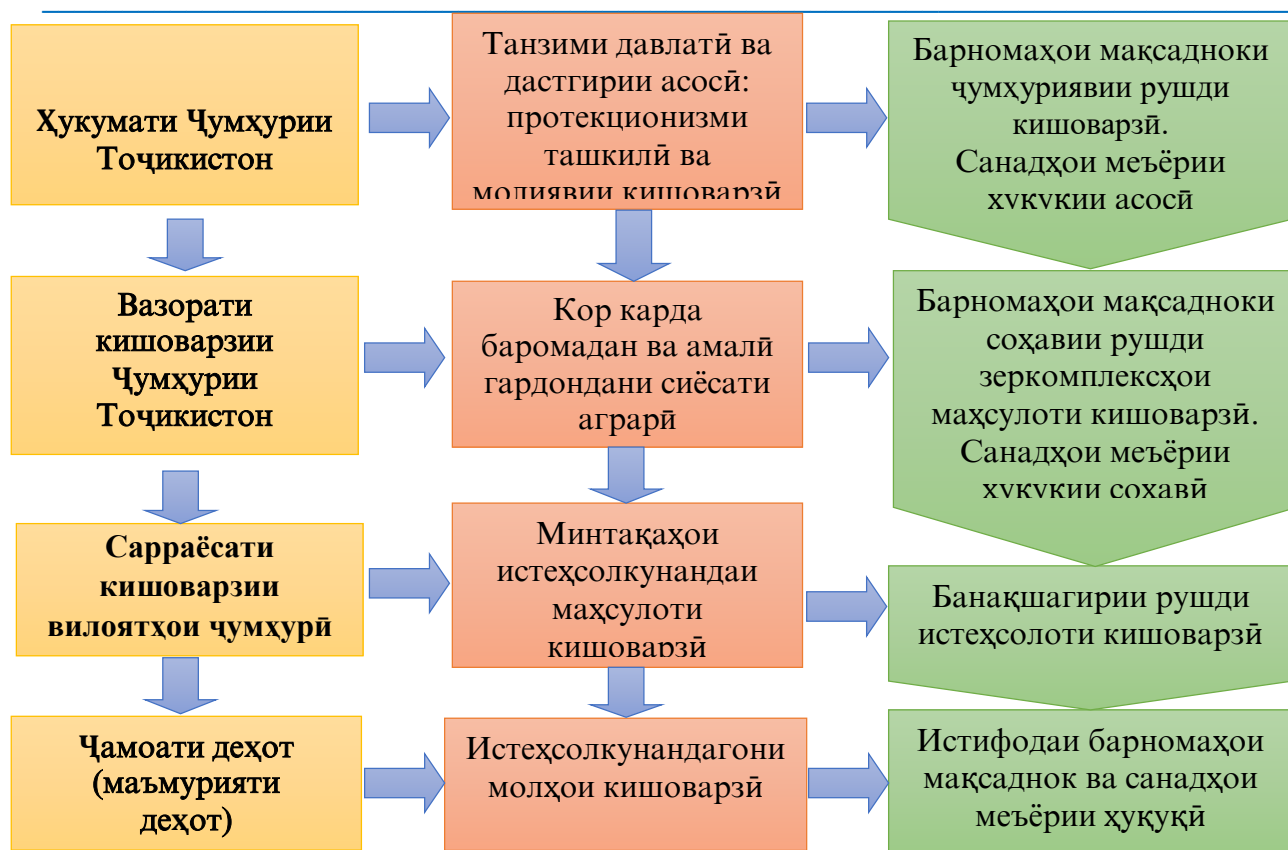 Ҳукумати Ҷумҳурии
Тоҷикистон
Танзими давлатӣ ва
дастгирии асосӣ:
протекционизми
ташкилӣ ва
молиявии кишоварзӣ
Барномаҳои мақсадноки
ҷумҳуриявии рушди
кишоварзӣ.
Санадҳои меъёрии
ҳуқуқии асосӣ
Вазорати
кишоварзии
Ҷумҳурии
Тоҷикистон
Кор карда
баромадан ва амалӣ
гардондани сиёсати
аграрӣ
Барномаҳои мақсадноки
соҳавии рушди
зеркомплексҳои
маҳсулоти кишоварзӣ.
Санадҳои меъёрии
ҳуқуқии соҳавӣ
Сарраёсати
кишоварзии
вилоятҳои ҷумҳурӣ
Минтақаҳои
истеҳсолкунандаи
маҳсулоти
кишоварзӣ
Банақшагирии рушди
истеҳсолоти кишоварзӣ
Ҷамоати деҳот
(маъмурияти
деҳот)
Истеҳсолкунандагони
молҳои кишоварзӣ
Истифодаи барномаҳои
мақсаднок ва санадҳои
меъёрии ҳуқуқӣ